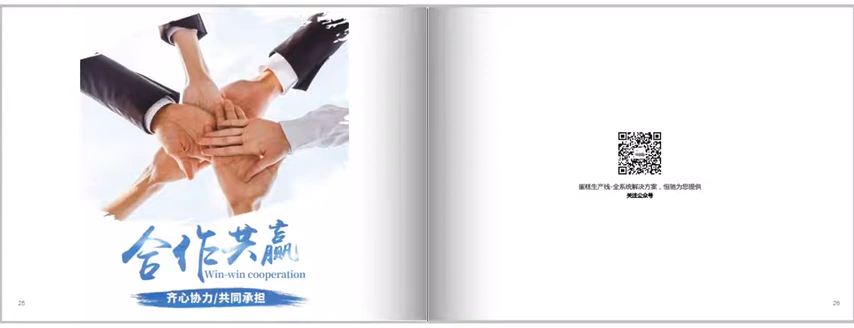 合作共赢
Win-win cooperation
齐心协力/共同承担
25
蛋糕生产线-全系统解决方案，恒驰为您提供
关注公众号
26